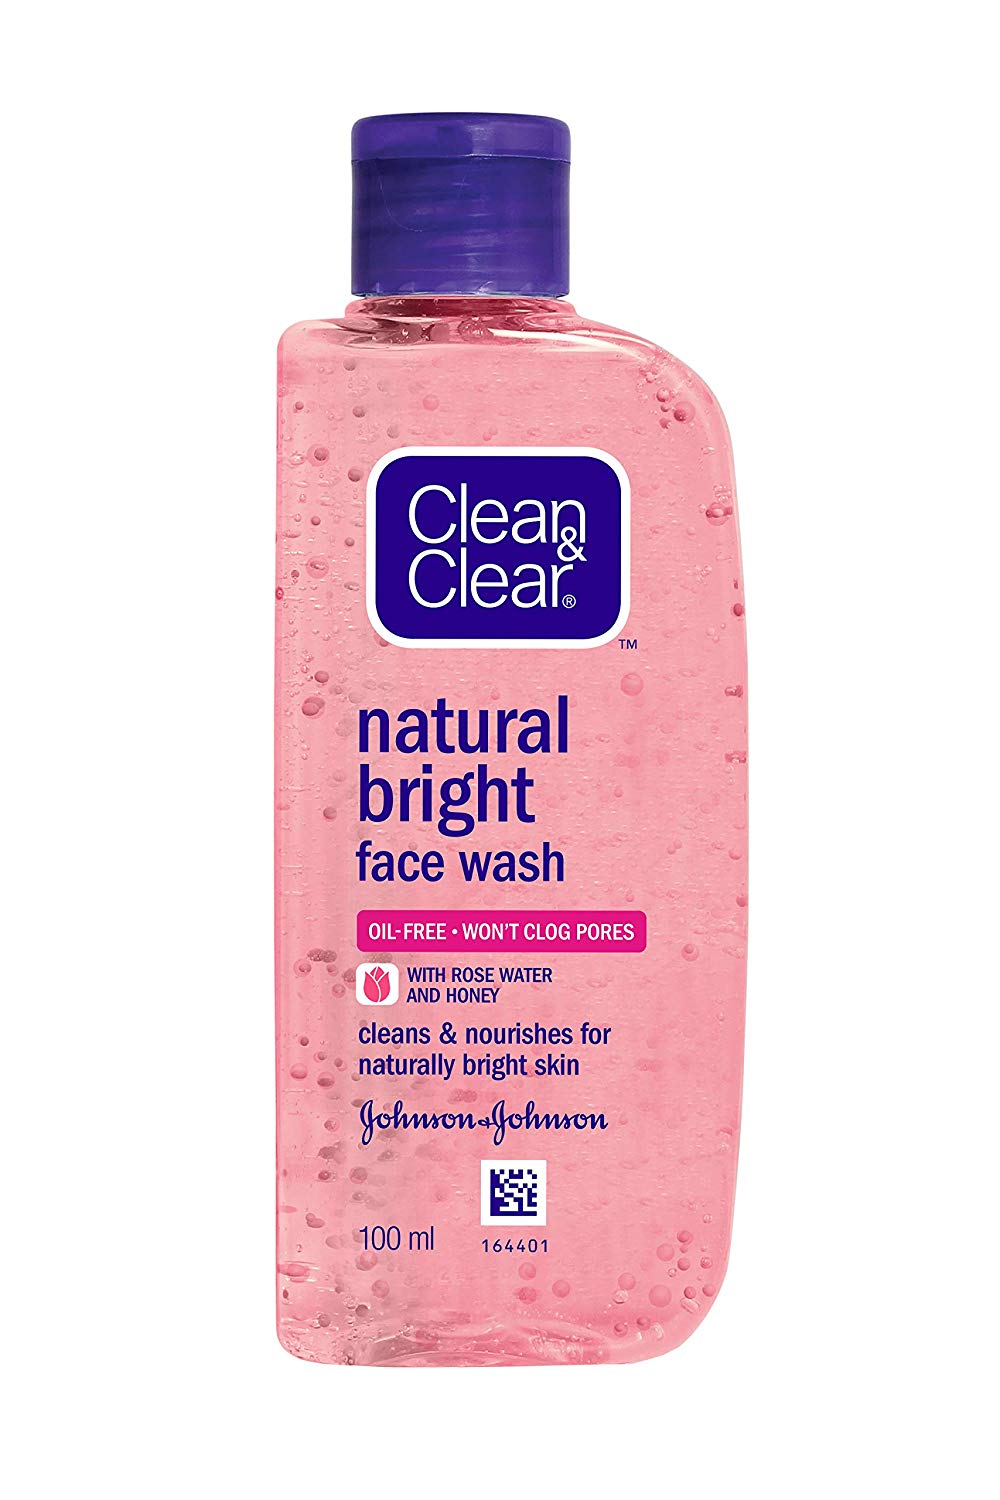 Clean
&
Clear®
™
natural
bright
face wash
OIL-FREE • WON'T CLOG PORES
WITH ROSE WATER
AND HONEY
cleans & nourishes for
naturally bright skin
Johnson+Johnson
100 ml
164401